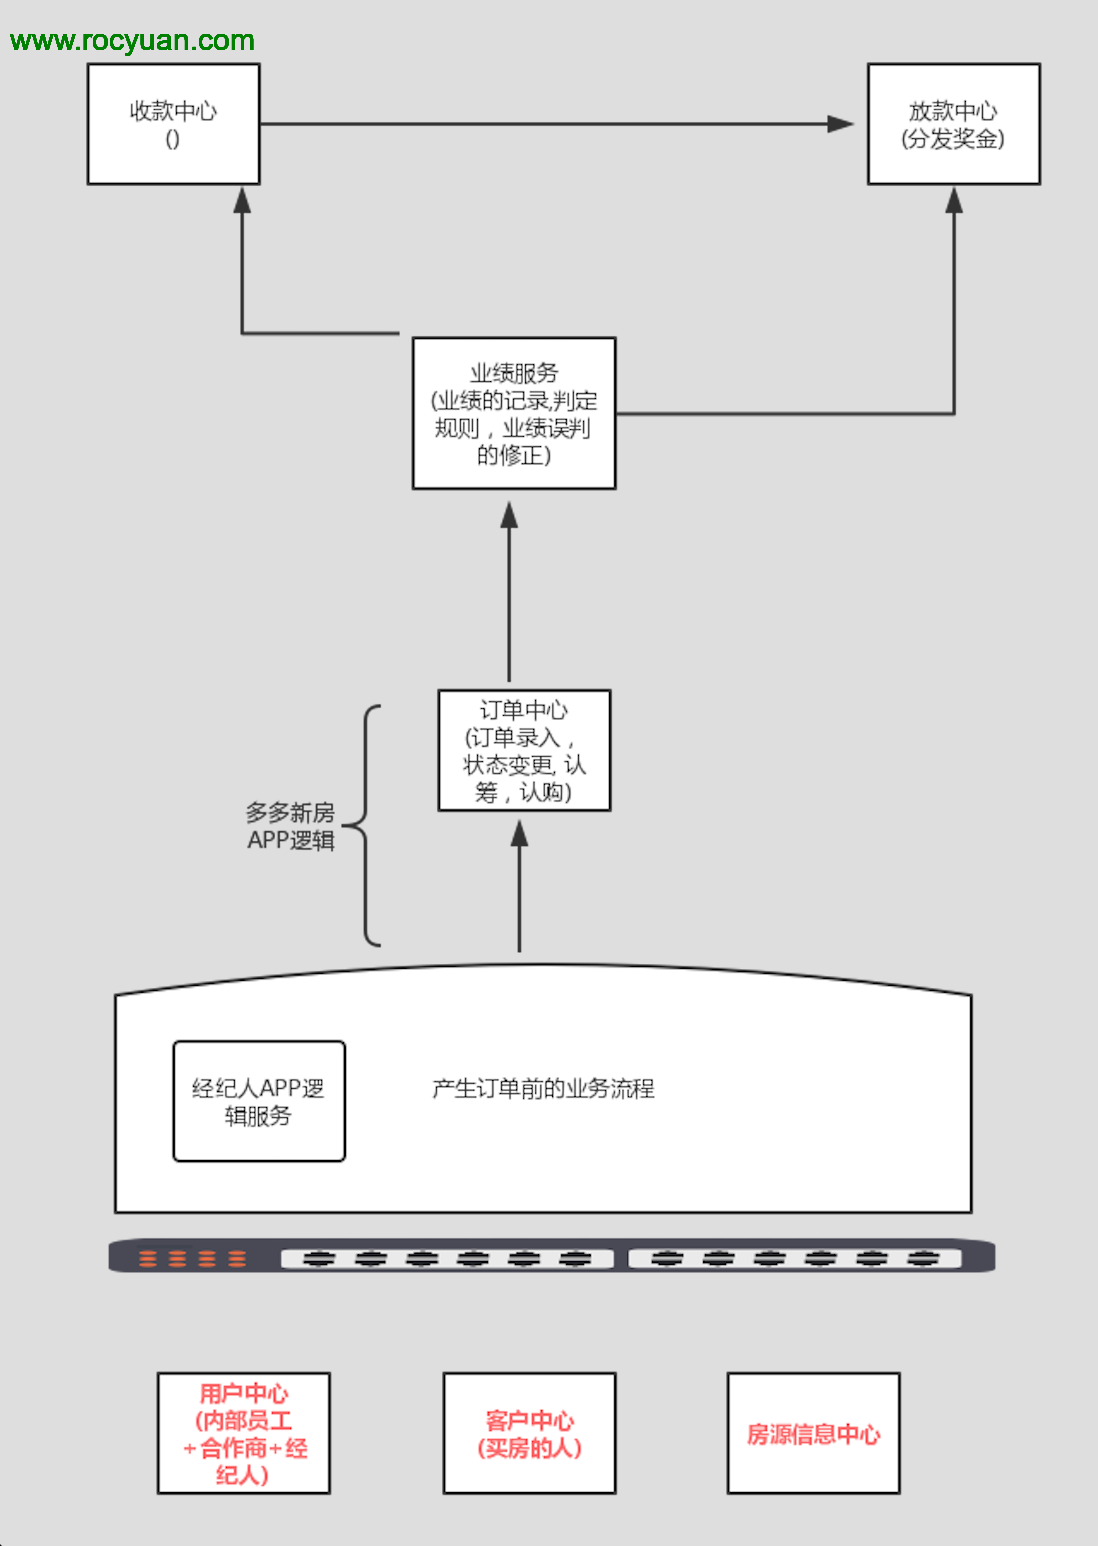 www.rocyuan.com
收款中心
()
放款中心
(分发奖金)
业绩服务
(业绩的记录,判定
规则，业绩误判
的修正)
订单中心
(订单录入，
状态变更, 认
筹，认购)
多多新房
APP逻辑
经纪人APP逻
辑服务
产生订单前的业务流程
用户中心
(内部员工
+合作商+经
纪人)
客户中心
(买房的人)
房源信息中心